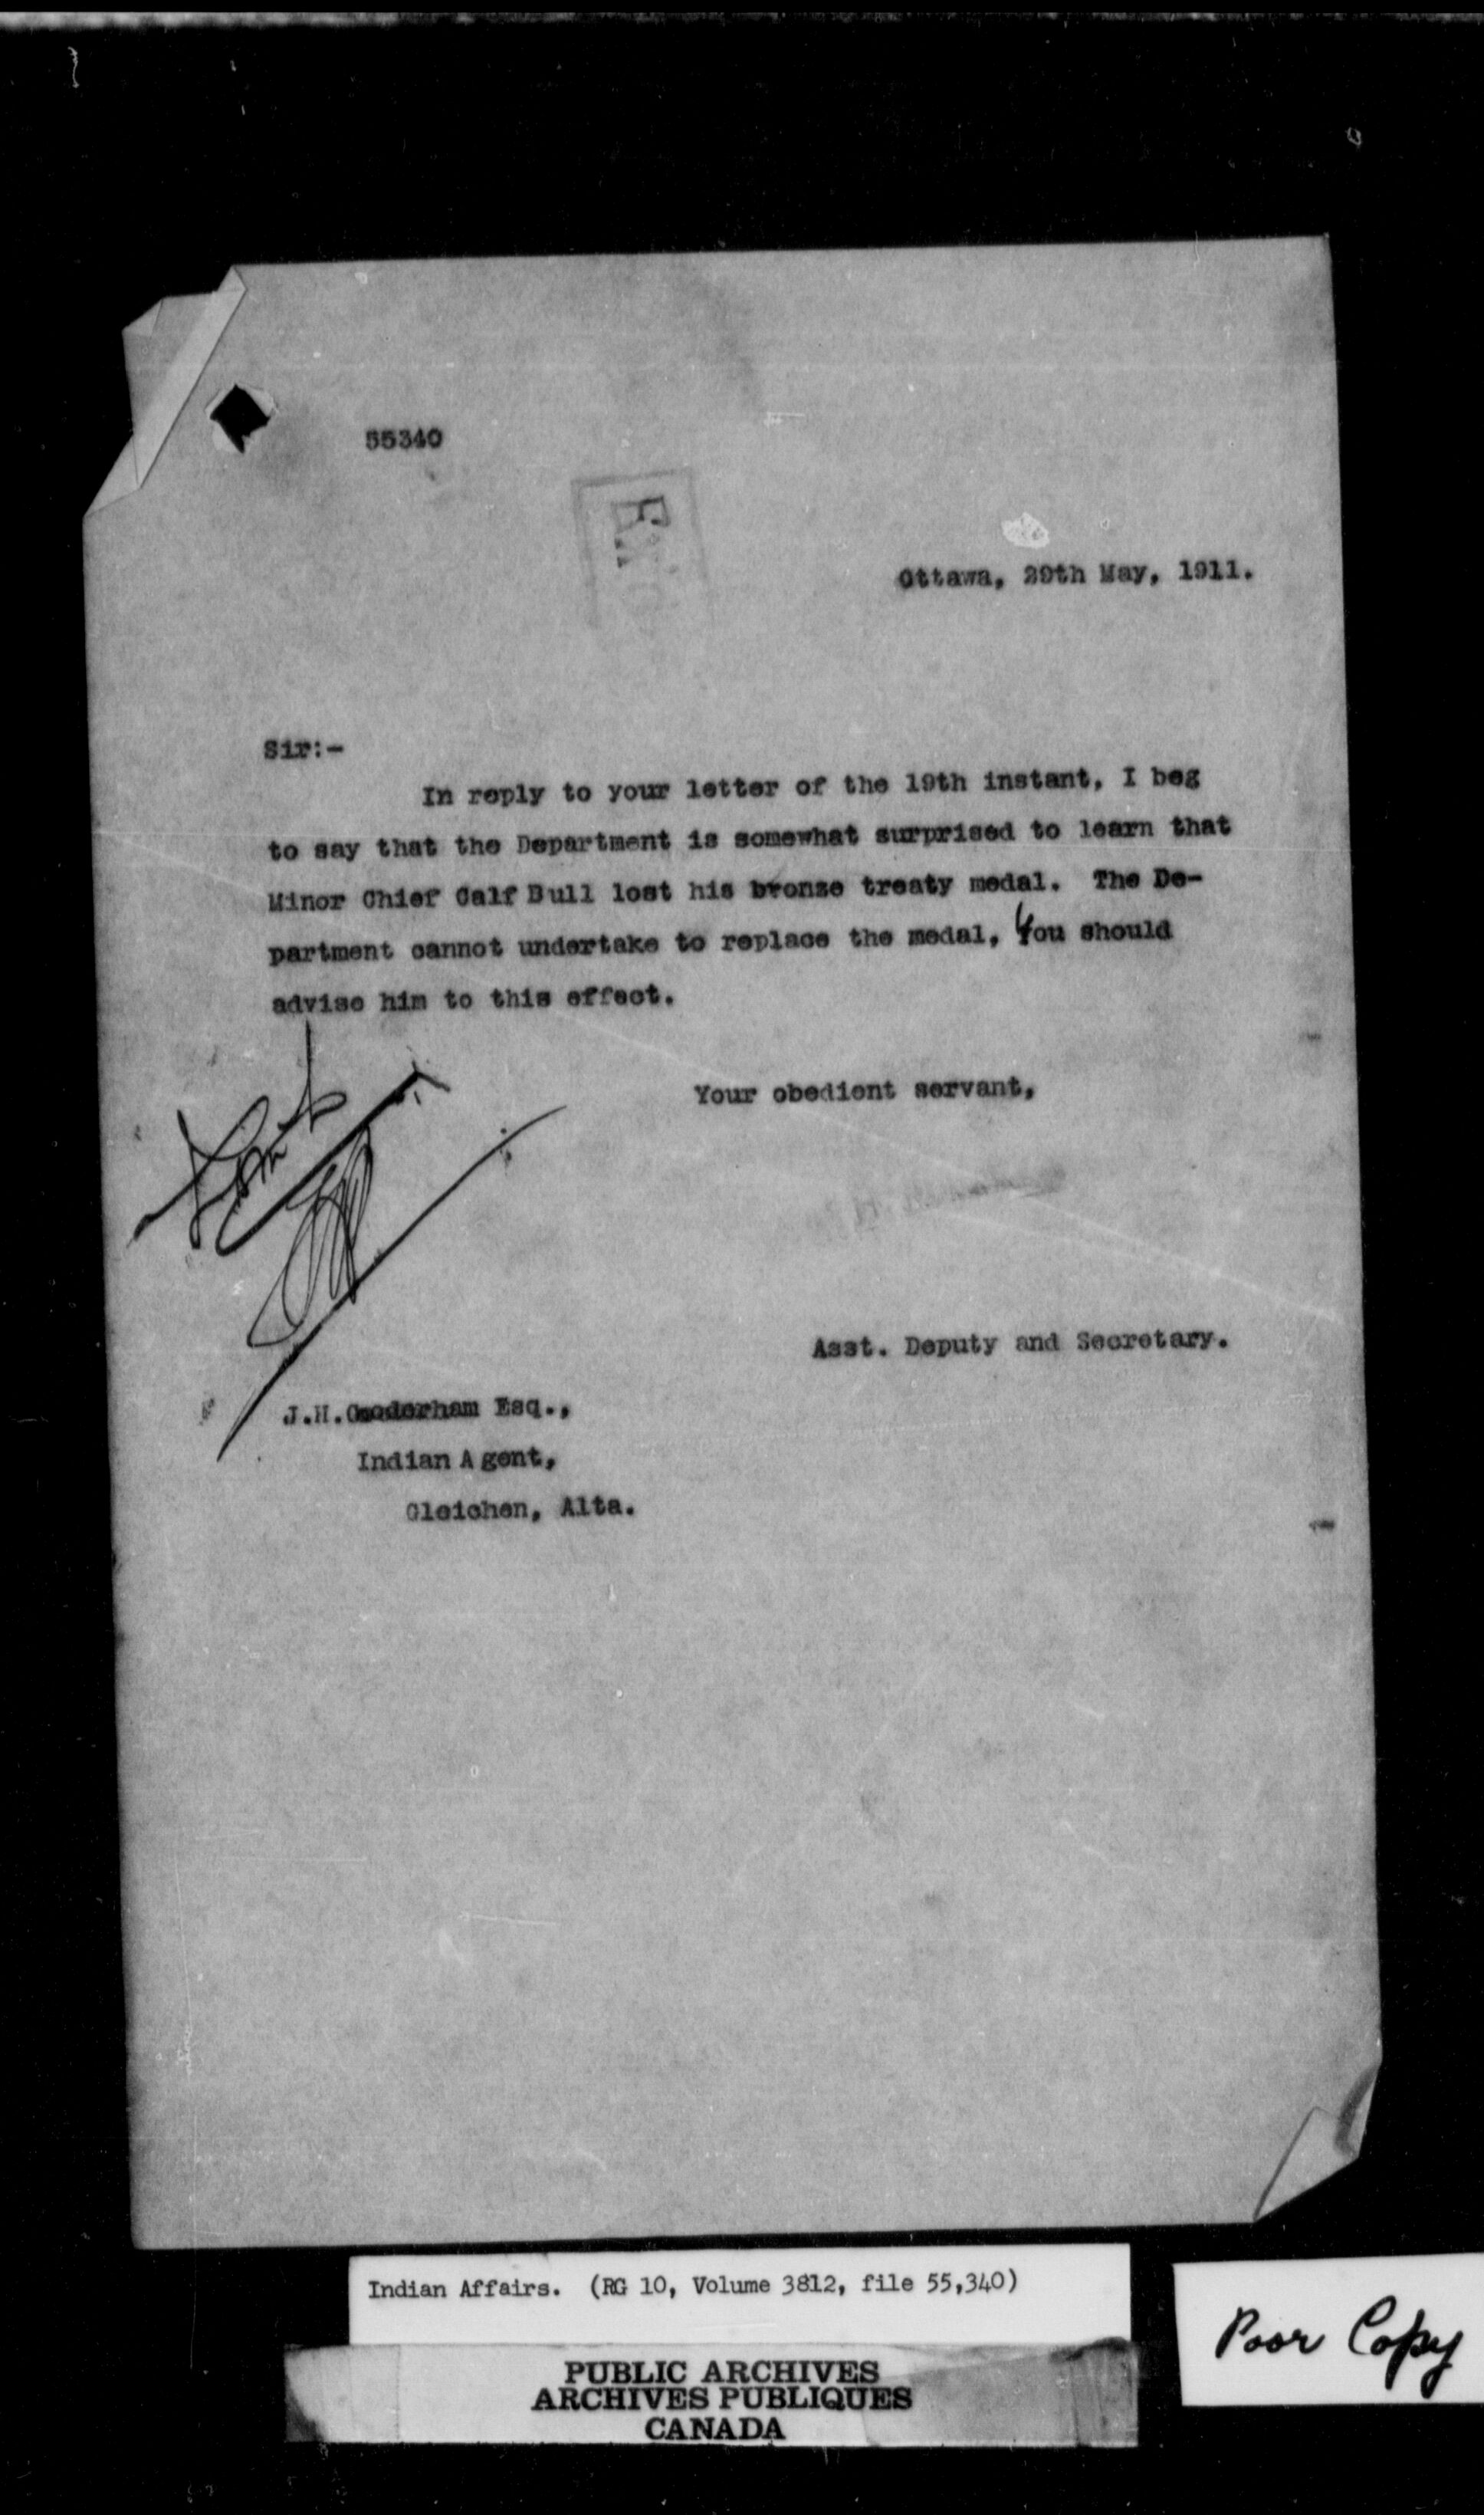 55340
Ottawa, 29th May, 1911.
Sir:-
In reply to your letter of the 19th instant, I beg
to say that the Department is somewhat surprised to learn that
Minor Chief Calf Bull lost his bronze treaty medal. The De-
partment cannot undertake to replace the medal, You should
advise him to this effect.
Your obedient servant,
Asst. Deputy and Secretary.
J.H.Gooderham Esq.,
Indian Agent,
Gleichen, Alta.
Indian Affairs. (RG 10, Volume 3812, file 55,340)
Poor Copy
PUBLIC ARCHIVES
ARCHIVES PUBLIQUES
CANADA